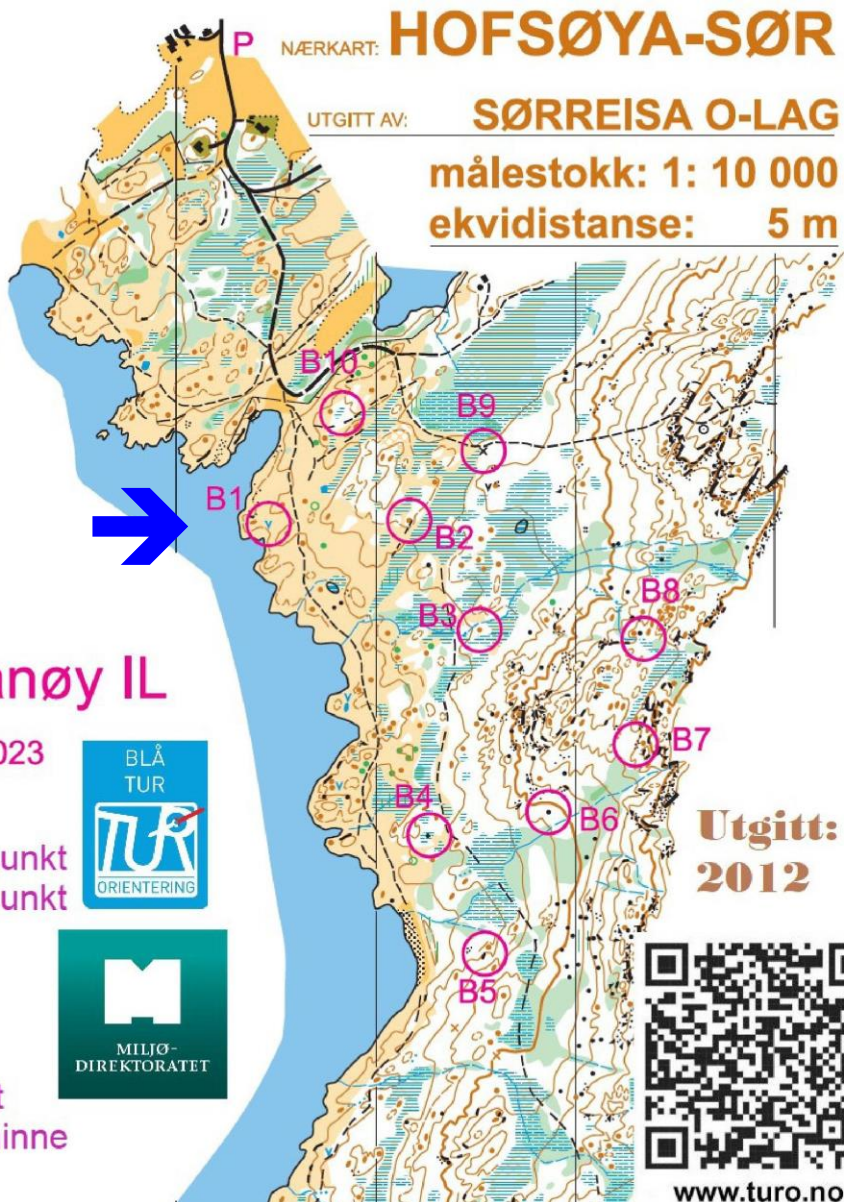 P
NÆRKART: HOFSØYA-SØR
UTGITT AV: SØRREISA O-LAG
målestokk: 1: 10 000
ekvidistanse: 5 m
B10
B9
B1
B2
B3
B8
nøy IL
023
BLÅ
TUR
TUR
ORIENTERING
B7
B4
B6
unkt
unkt
Utgitt:
2012
B5
MILJØ-
DIREKTORATET
t
inne
www.turo.no